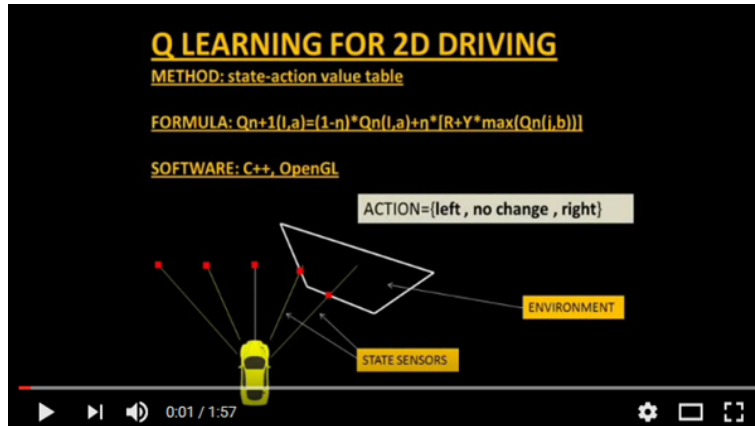 Q LEARNING FOR 2D DRIVING
METHOD: state-action value table
FORMULA: Qn+1(I,a)=(1-η)*Qn(I,a)+η*[R+Y*max(Qn(j,b))]
SOFTWARE: C++, OpenGL
ACTION={left , no change , right}
ENVIRONMENT
STATE SENSORS
0:01 / 1:57